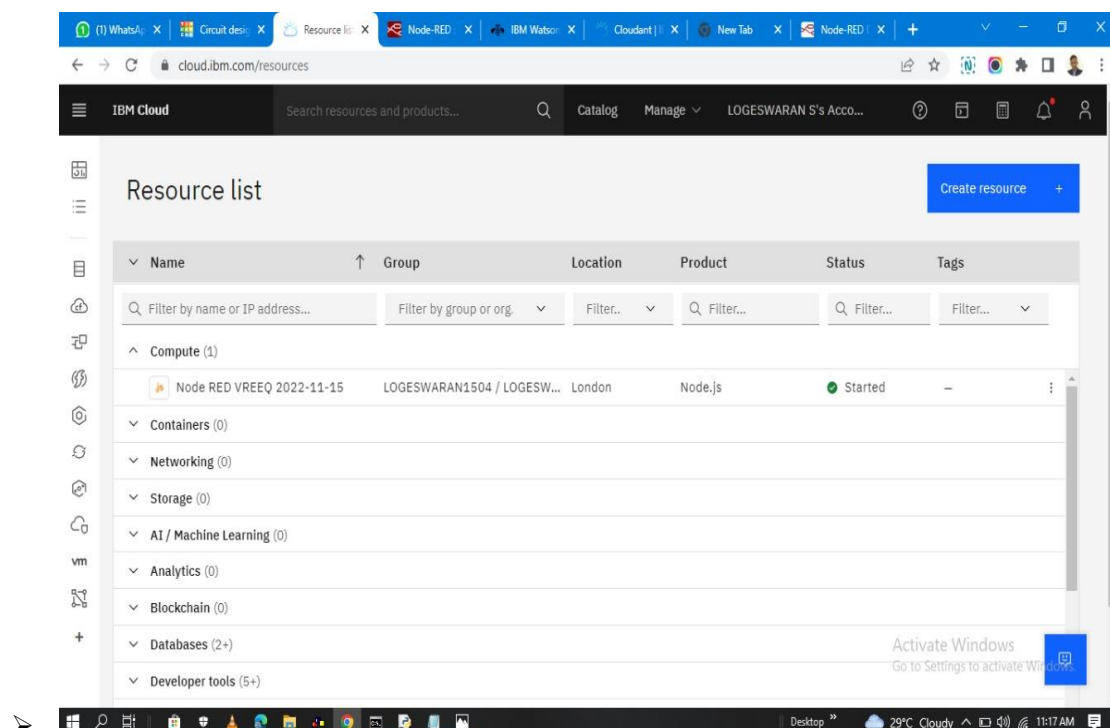 (1) WhatsAp
Circuit desig
Resource lis
Node-RED
IBM Watson
Cloudant | I
New Tab
Node-RED
cloud.ibm.com/resources
IBM Cloud
Search resources and products...
Catalog
Manage
LOGESWARAN S's Acco...
Resource list
Create resource +
Name Group Location Product Status Tags
Filter by name or IP address... Filter by group or org. Filter.. Filter... Filter... Filter...
Compute (1)
Node RED VREEQ 2022-11-15 LOGESWARAN1504 / LOGESW... London Node.js Started –
Containers (0)
Networking (0)
Storage (0)
AI / Machine Learning (0)
vm
Analytics (0)
Blockchain (0)
Databases (2+)
Activate Windows
Go to Settings to activate Windows.
Developer tools (5+)
Desktop » 29°C Cloudy 11:17 AM